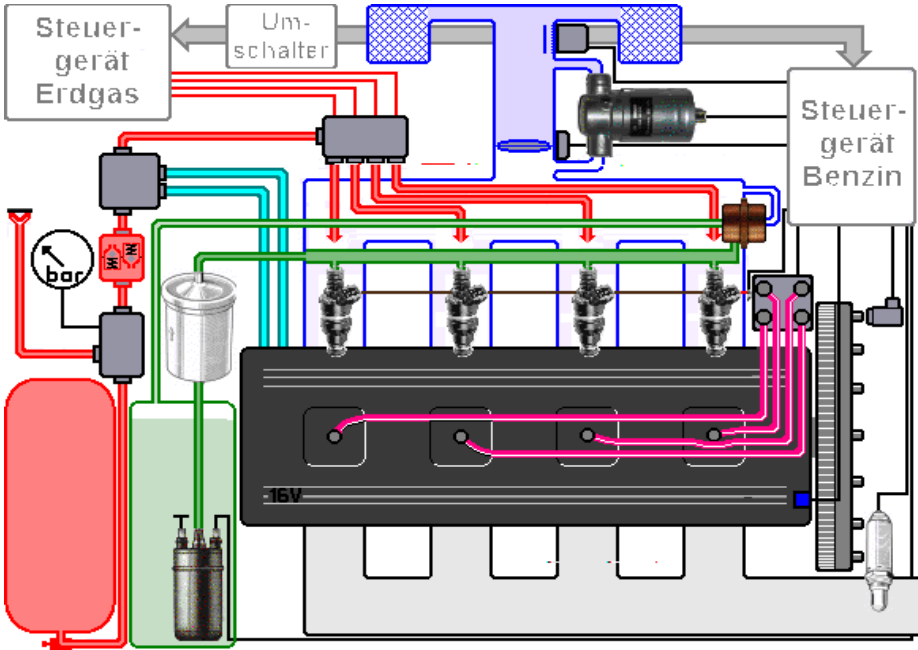 Steuer-
gerät
Erdgas
Um-
schalter
Steuer-
gerät
Benzin
bar
16V